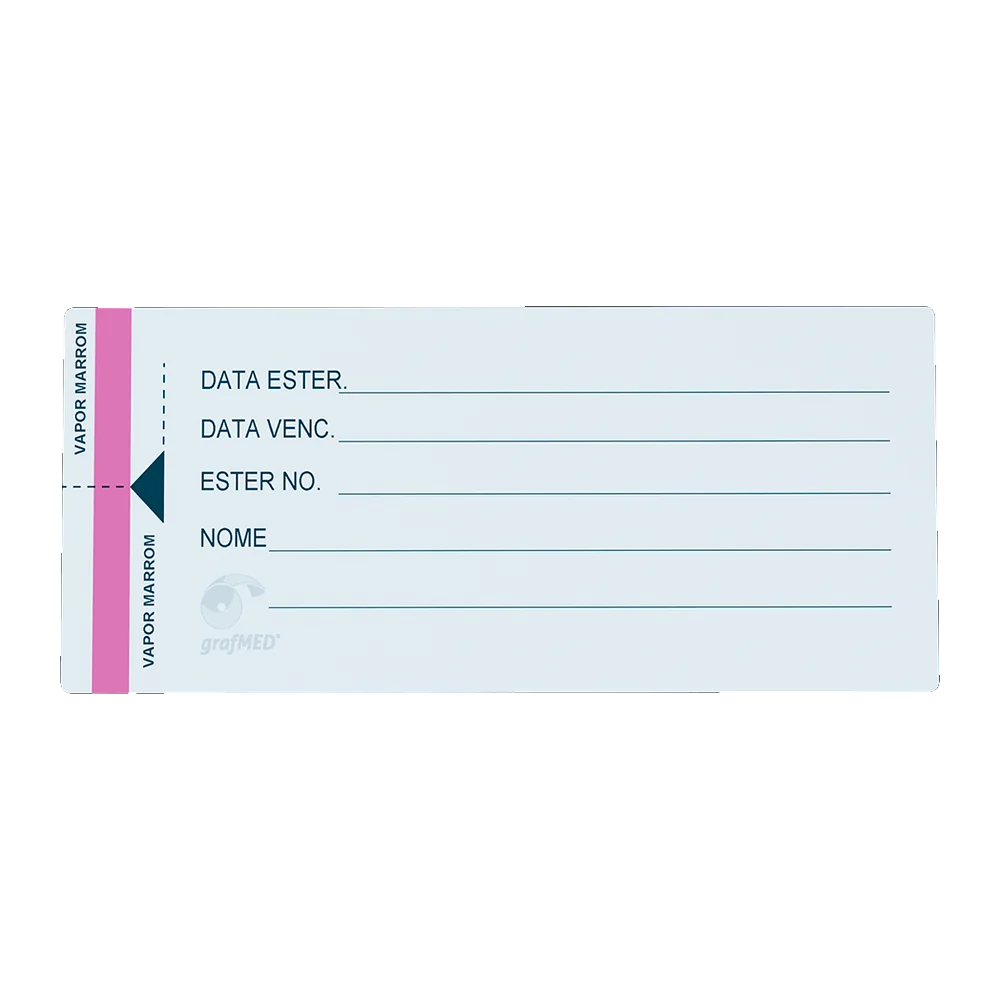 VAPOR MARROM
VAPOR MARROM
DATA ESTER.
DATA VENC.
ESTER NO.
NOME
grafMED®